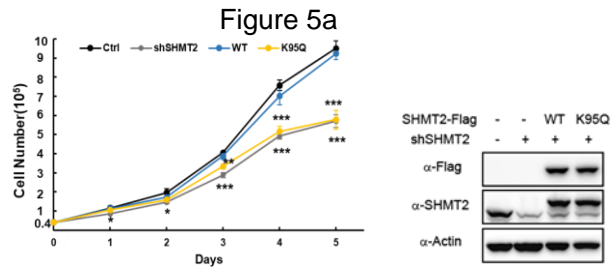 Figure 5a
Ctrl shSHMT2 WT K95Q
Cell Number(10⁵)
10
9
8
7
6
5
4
3
2
1
0.4
*
*
**
***
***
***
***
***
0 1 2 3 4 5
Days
SHMT2-Flag - - WT K95Q
shSHMT2 - + + +
α-Flag
α-SHMT2
α-Actin